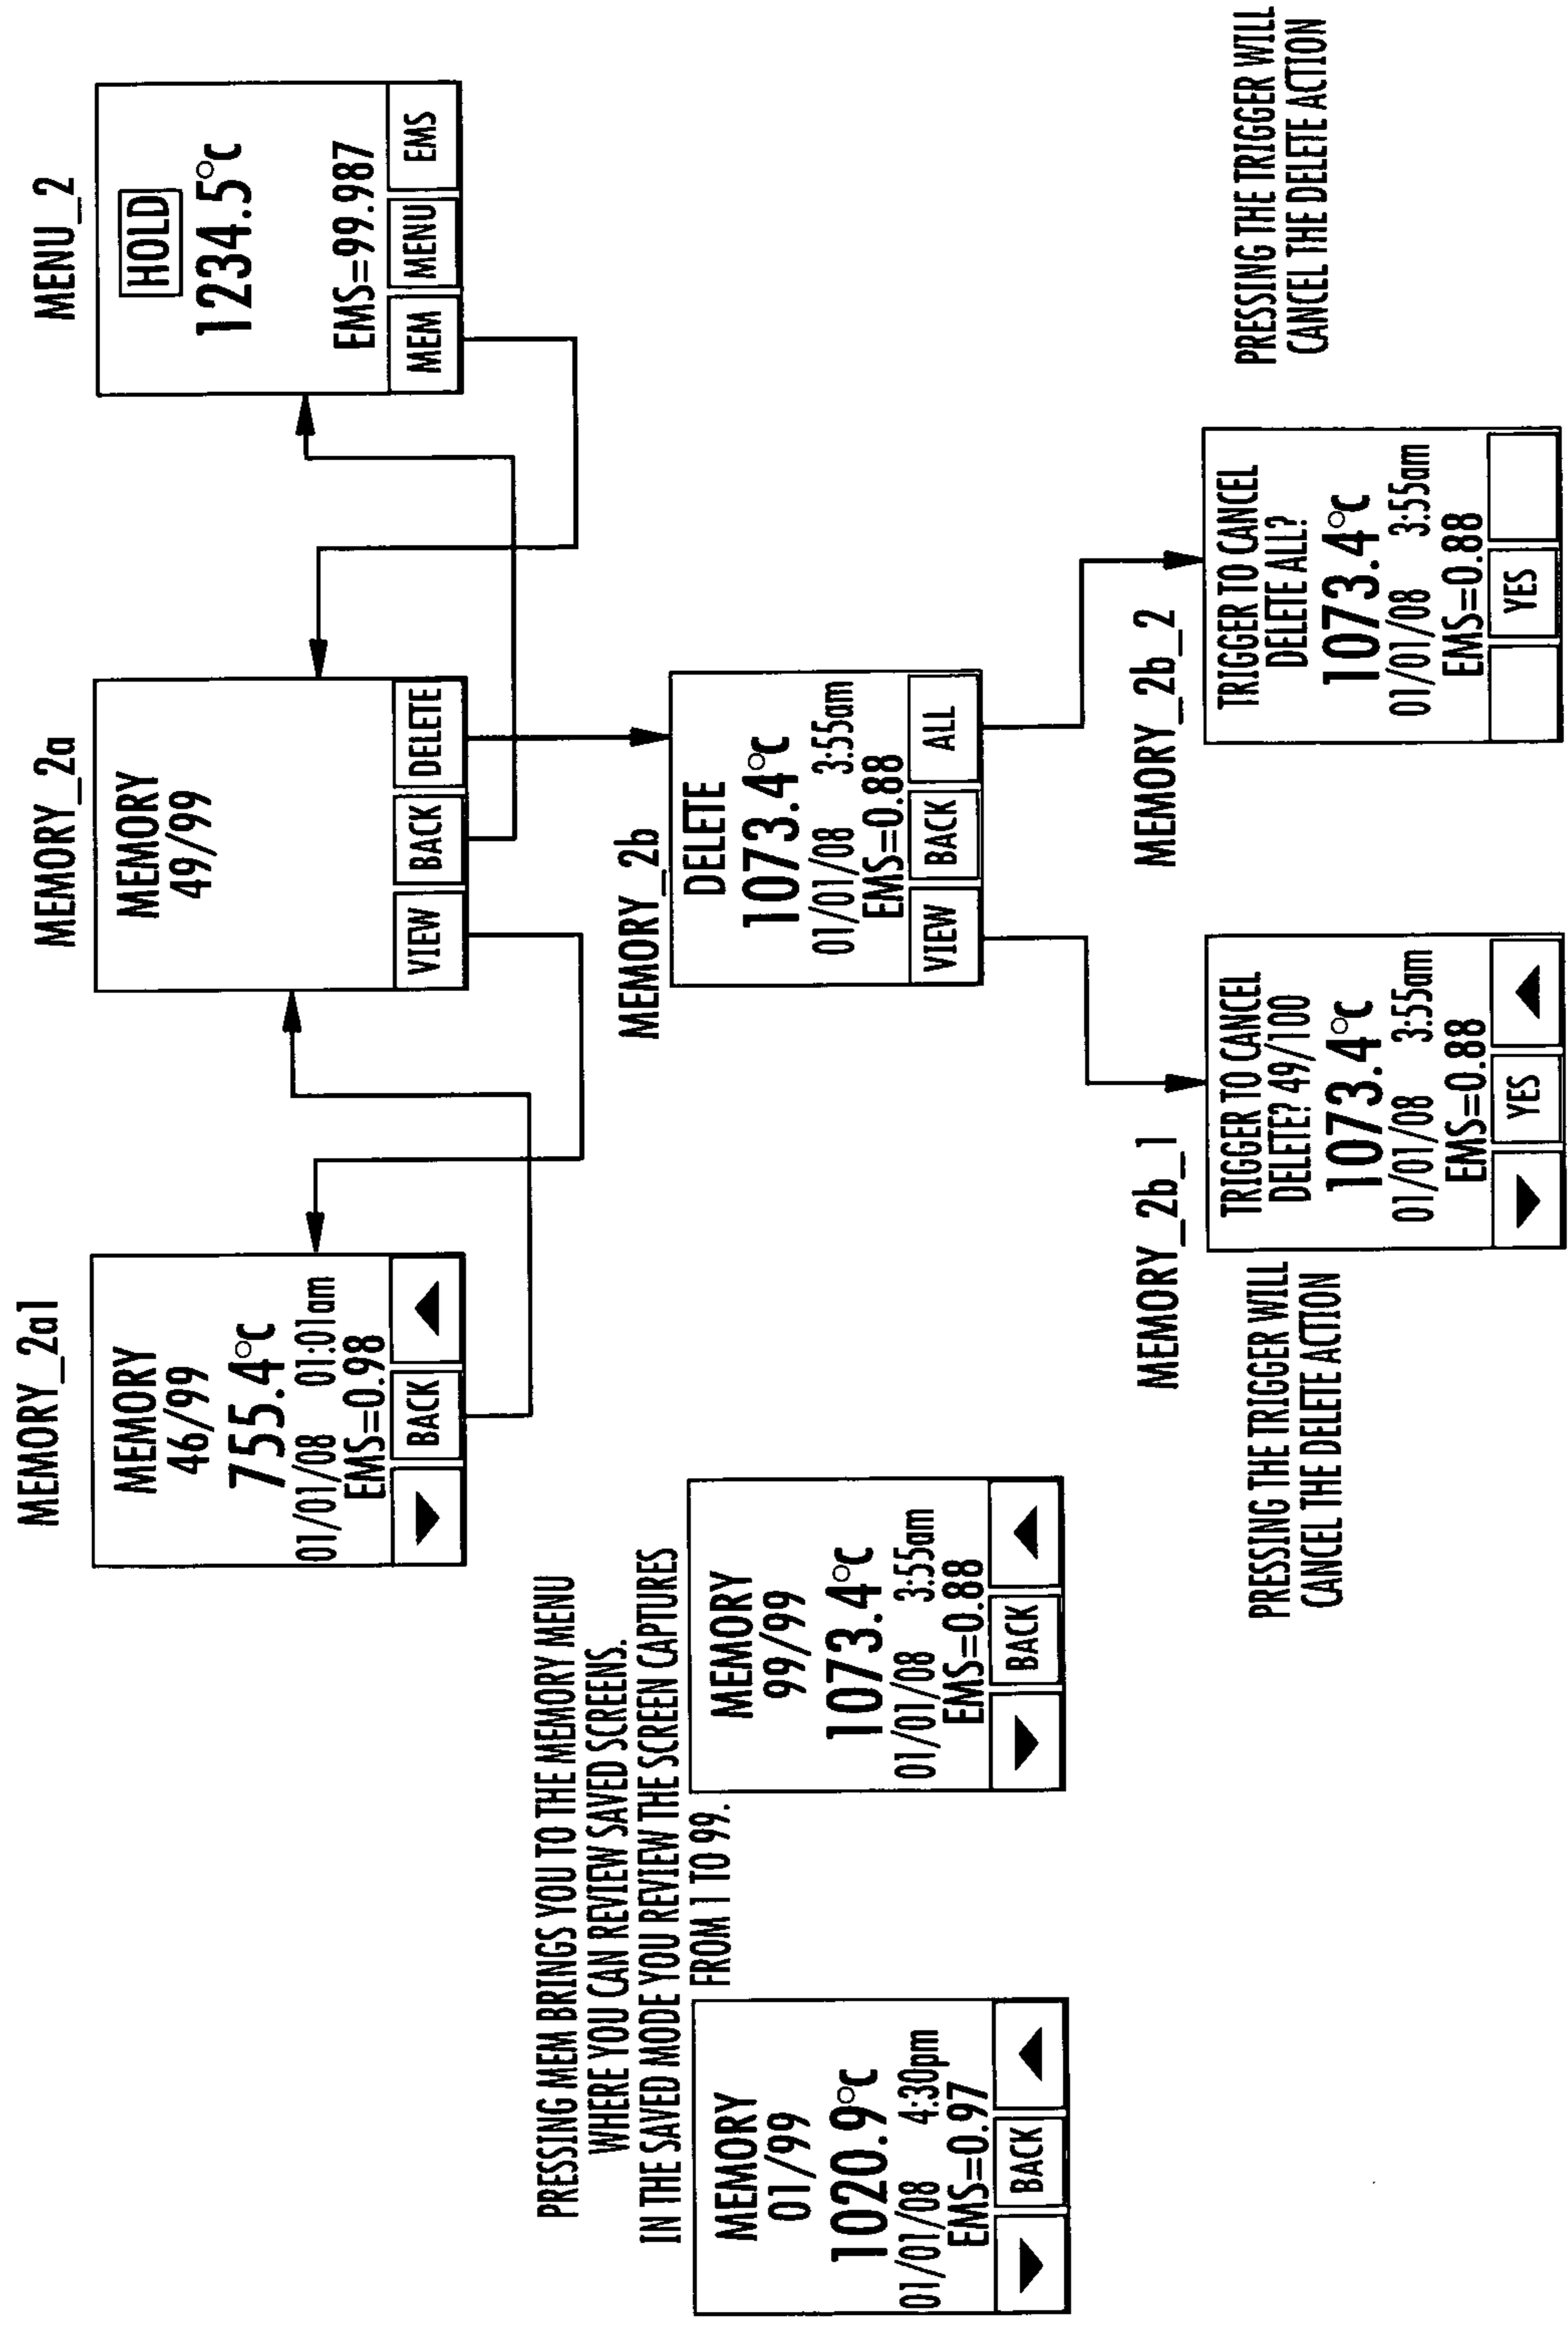 MEMORY_2a1
MEMORY
46/99
755.4°C
01/01/08 01:01am
EMS=0.98
BACK
MEMORY_2a
MEMORY
49/99
VIEW BACK DELETE
MENU_2
HOLD
1234.5°C
EMS=99.987
MEM MENU EMS
PRESSING MEM BRINGS YOU TO THE MEMORY MENU
WHERE YOU CAN REVIEW SAVED SCREENS.
IN THE SAVED MODE YOU REVIEW THE SCREEN CAPTURES
FROM 1 TO 99.
MEMORY
01/99
1020.9°C
01/01/08 4:30pm
EMS=0.97
BACK
MEMORY
99/99
1073.4°C
01/01/08 3:55am
EMS=0.88
BACK
MEMORY_2b
DELETE
1073.4°C
01/01/08 3:55am
EMS=0.88
VIEW BACK ALL
MEMORY_2b_1
TRIGGER TO CANCEL
DELETE? 49/100
1073.4°C
01/01/08 3:55am
EMS=0.88
YES
PRESSING THE TRIGGER WILL
CANCEL THE DELETE ACTION
MEMORY_2b_2
TRIGGER TO CANCEL
DELETE ALL?
1073.4°C
01/01/08 3:55am
EMS=0.88
YES
PRESSING THE TRIGGER WILL
CANCEL THE DELETE ACTION